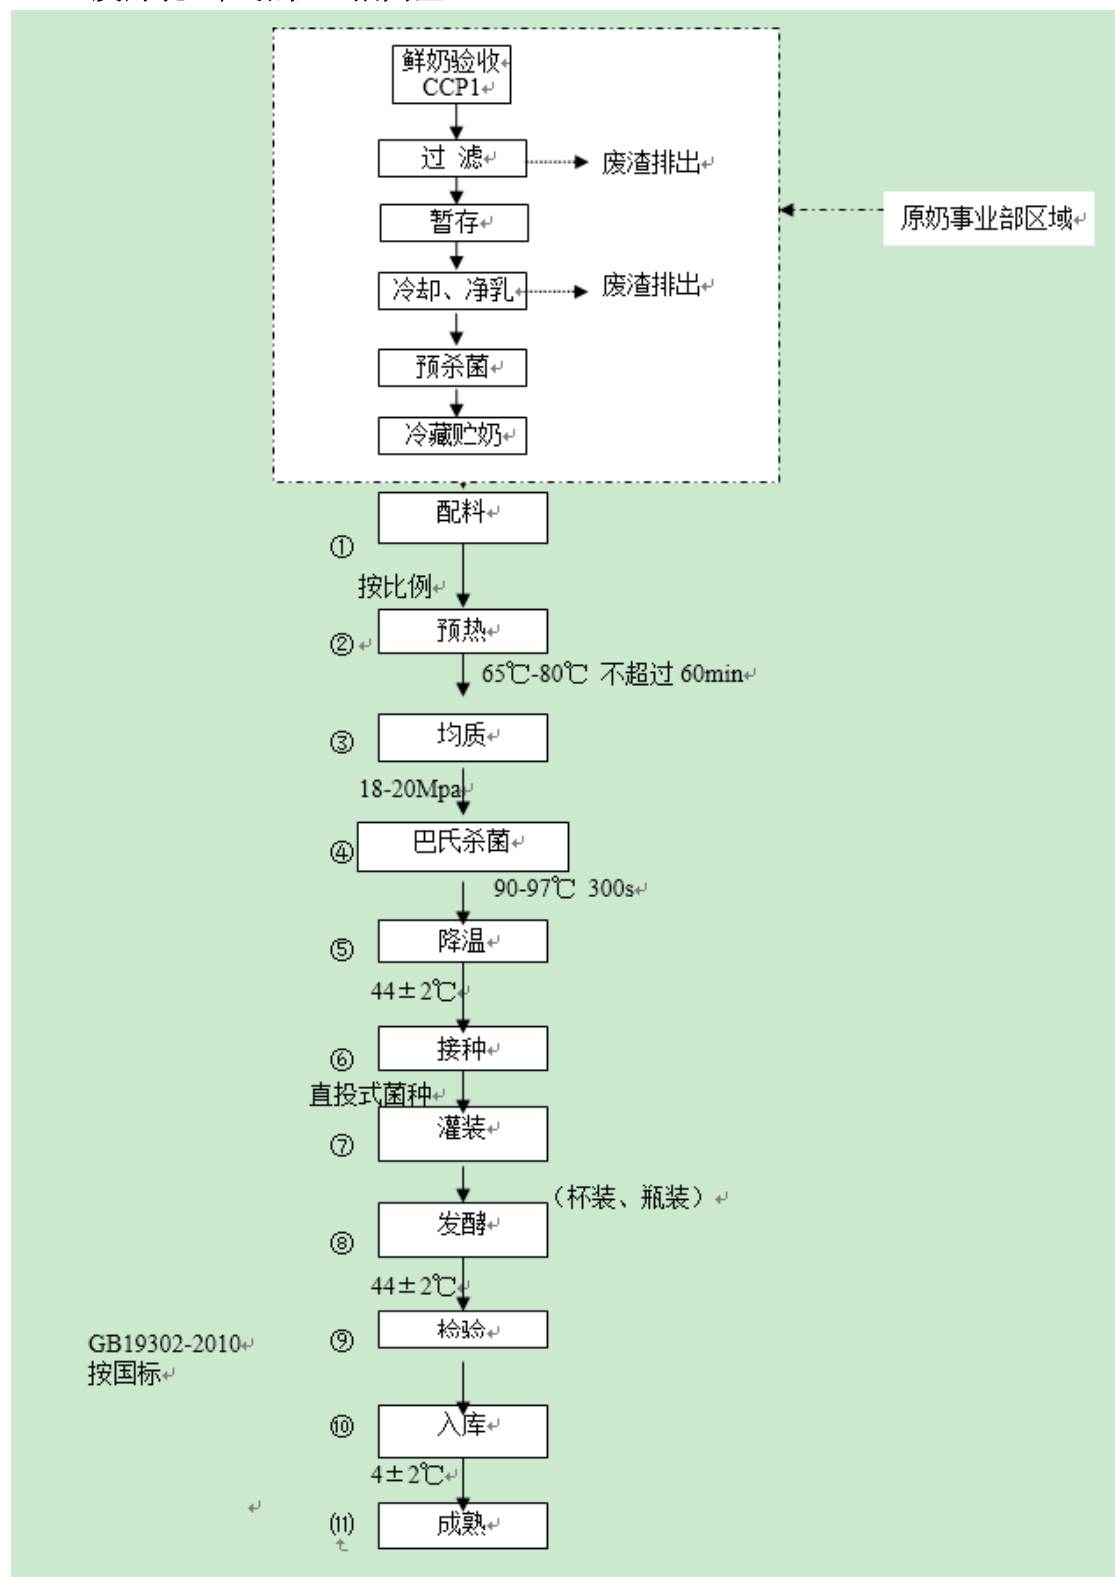 鲜奶验收
CCP1
过 滤
废渣排出
暂存
原奶事业部区域
冷却、净乳
废渣排出
预杀菌
冷藏贮奶
配料
①
按比例
预热
②
65℃-80℃ 不超过 60min
③
均质
18-20Mpa
④
巴氏杀菌
90-97℃ 300s
⑤
降温
44±2℃
⑥
接种
直投式菌种
灌装
⑦
（杯装、瓶装）
发酵
⑧
44±2℃
⑨
检验
GB19302-2010
按国标
⑩
入库
4±2℃
⑾
成熟